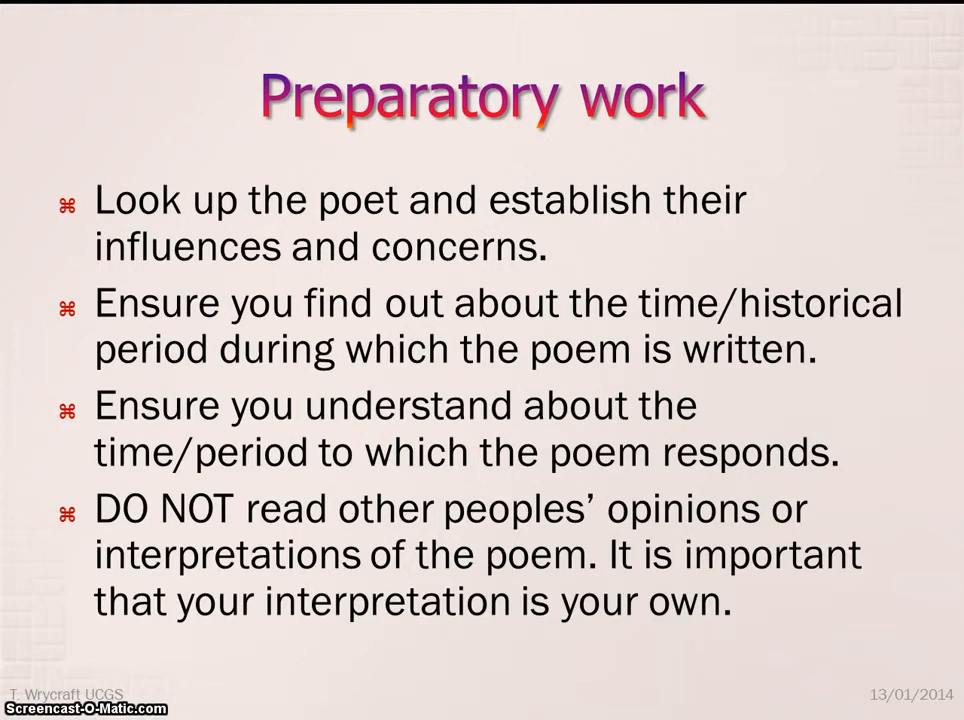 Preparatory work
⌘ Look up the poet and establish their
influences and concerns.
⌘ Ensure you find out about the time/historical
period during which the poem is written.
⌘ Ensure you understand about the
time/period to which the poem responds.
⌘ DO NOT read other peoples’ opinions or
interpretations of the poem. It is important
that your interpretation is your own.
T. Wrycraft UCGS
13/01/2014
Screencast-O-Matic.com